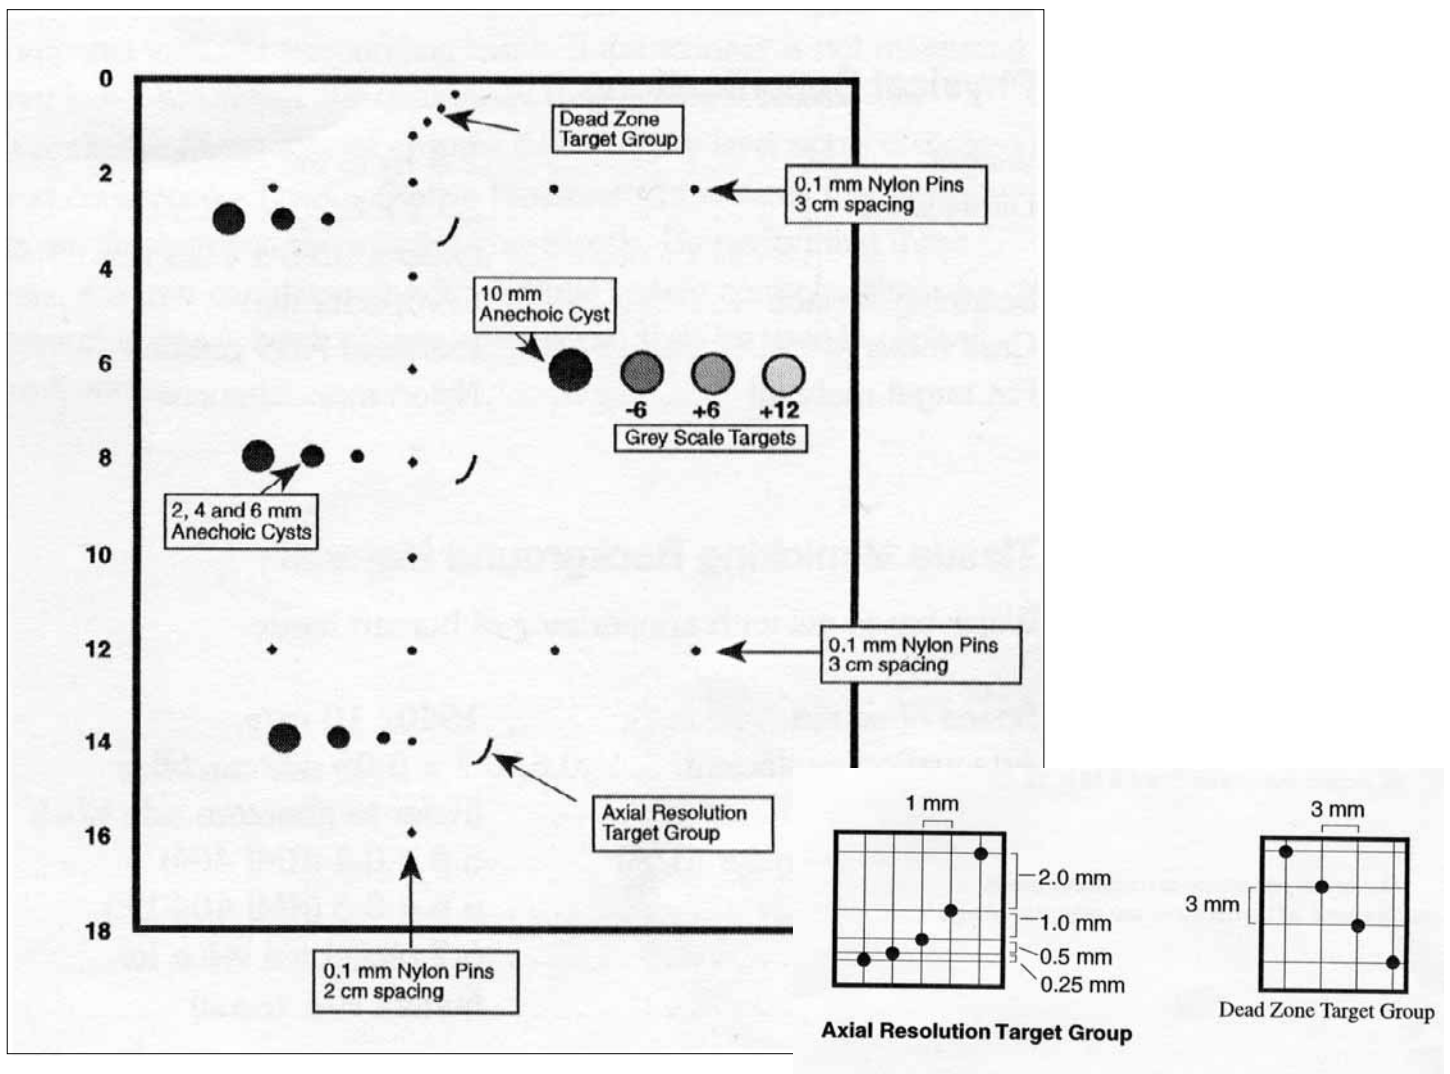 0
Dead Zone
Target Group
2
0.1 mm Nylon Pins
3 cm spacing
4
10 mm
Anechoic Cyst
6
-6 +6 +12
Grey Scale Targets
8
2, 4 and 6 mm
Anechoic Cysts
10
12
0.1 mm Nylon Pins
3 cm spacing
14
Axial Resolution
Target Group
16
18
0.1 mm Nylon Pins
2 cm spacing
1 mm
2.0 mm
1.0 mm
0.5 mm
0.25 mm
Axial Resolution Target Group
3 mm
3 mm
Dead Zone Target Group